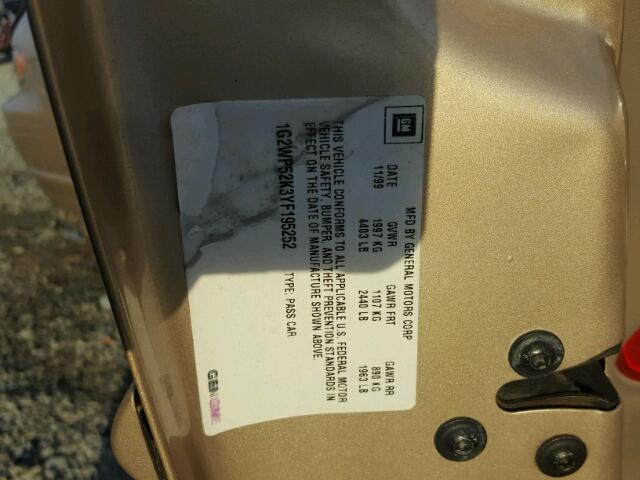 GM
MFD BY GENERAL MOTORS CORP
DATE GVWR GAWR FRT GAWR RR
11/99 1997 KG 1107 KG 890 KG
4403 LB 2440 LB 1963 LB
THIS VEHICLE CONFORMS TO ALL APPLICABLE U.S. FEDERAL MOTOR
VEHICLE SAFETY, BUMPER, AND THEFT PREVENTION STANDARDS IN
EFFECT ON THE DATE OF MANUFACTURE SHOWN ABOVE.
1G2WP52K3YF195252 TYPE: PASS CAR